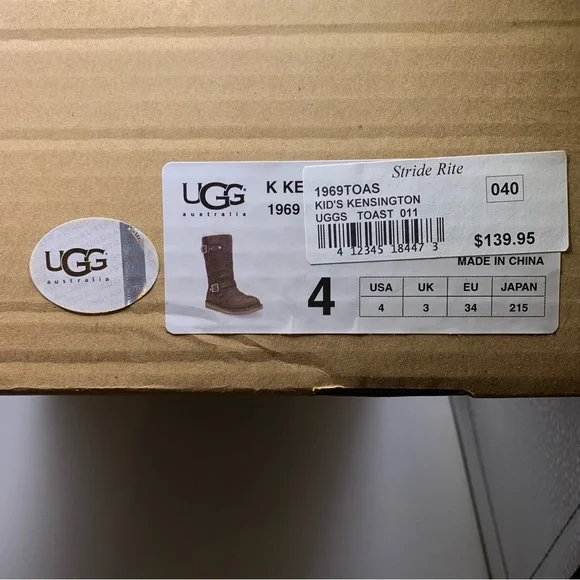 UGG
australia
UGG
australia
K KE
1969
Stride Rite
1969TOAS
040
KID'S KENSINGTON
UGGS TOAST 011
4 12345 18447 3
$139.95
MADE IN CHINA
4
USA UK EU JAPAN
4 3 34 215